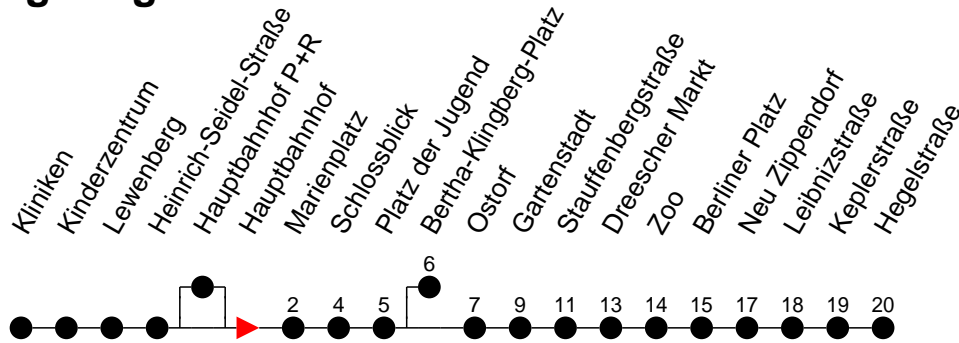 Kliniken
Kinderzentrum
Lewenberg
Heinrich-Seidel-Straße
Hauptbahnhof P+R
Hauptbahnhof
Marienplatz
Schlossblick
Platz der Jugend
Bertha-Klingberg-Platz
Ostorf
Gartenstadt
Stauffenbergstraße
Dreescher Markt
Zoo
Berliner Platz
Neu Zippendorf
Leibnizstraße
Keplerstraße
Hegelstraße
6
2 4 5 7 9 11 13 14 15 17 18 19 20